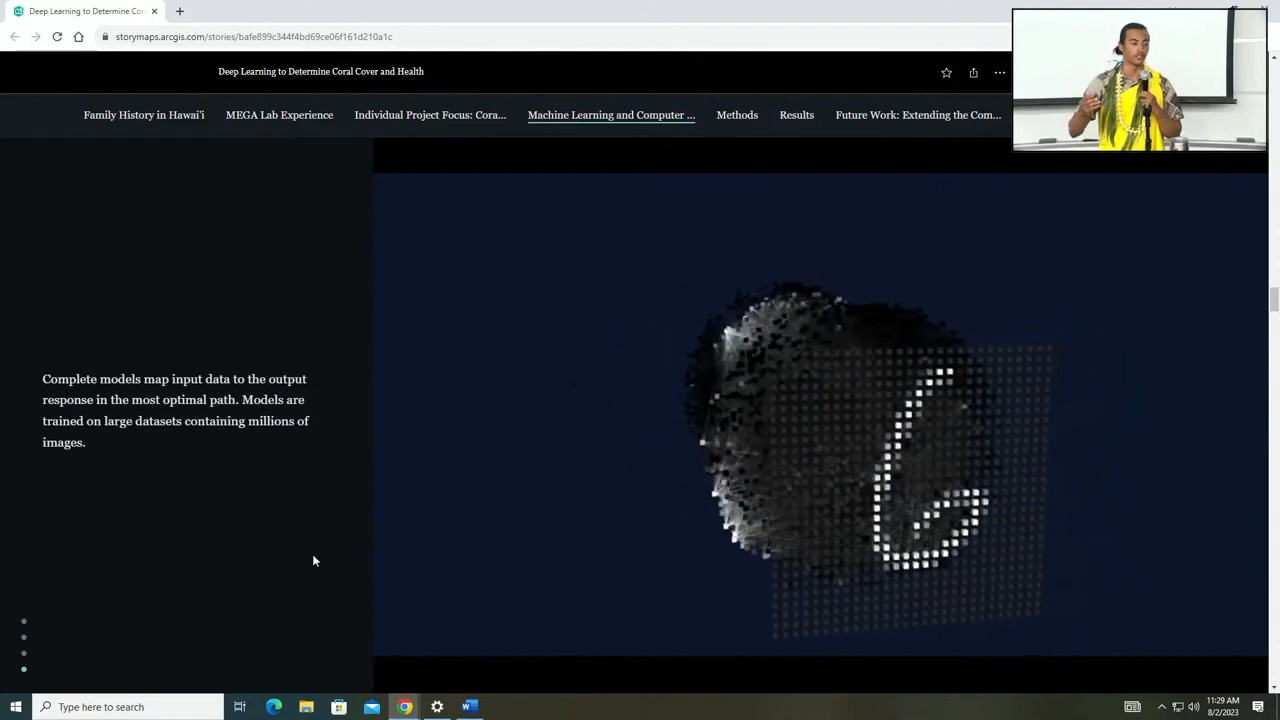 Deep Learning to Determine Cor
storymaps.arcgis.com/stories/bafe899c344f4bd69ce06f161d210a1c
Deep Learning to Determine Coral Cover and Health
Family History in Hawai'i
MEGA Lab Experience
Individual Project Focus: Cora...
Machine Learning and Computer ...
Methods
Results
Future Work: Extending the Com...
Complete models map input data to the output
response in the most optimal path. Models are
trained on large datasets containing millions of
images.
Type here to search
11:29 AM
8/2/2023